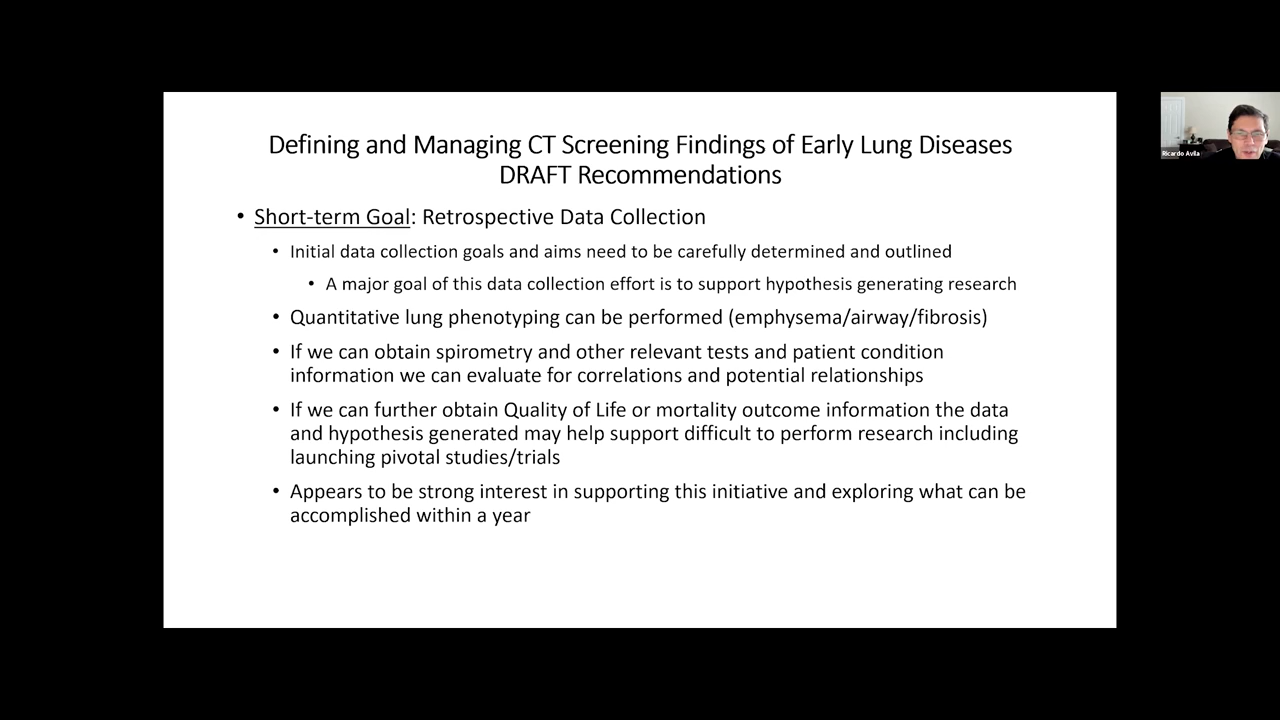 Defining and Managing CT Screening Findings of Early Lung Diseases
DRAFT Recommendations
• Short-term Goal: Retrospective Data Collection
• Initial data collection goals and aims need to be carefully determined and outlined
• A major goal of this data collection effort is to support hypothesis generating research
• Quantitative lung phenotyping can be performed (emphysema/airway/fibrosis)
• If we can obtain spirometry and other relevant tests and patient condition
information we can evaluate for correlations and potential relationships
• If we can further obtain Quality of Life or mortality outcome information the data
and hypothesis generated may help support difficult to perform research including
launching pivotal studies/trials
• Appears to be strong interest in supporting this initiative and exploring what can be
accomplished within a year
Ricardo Avila